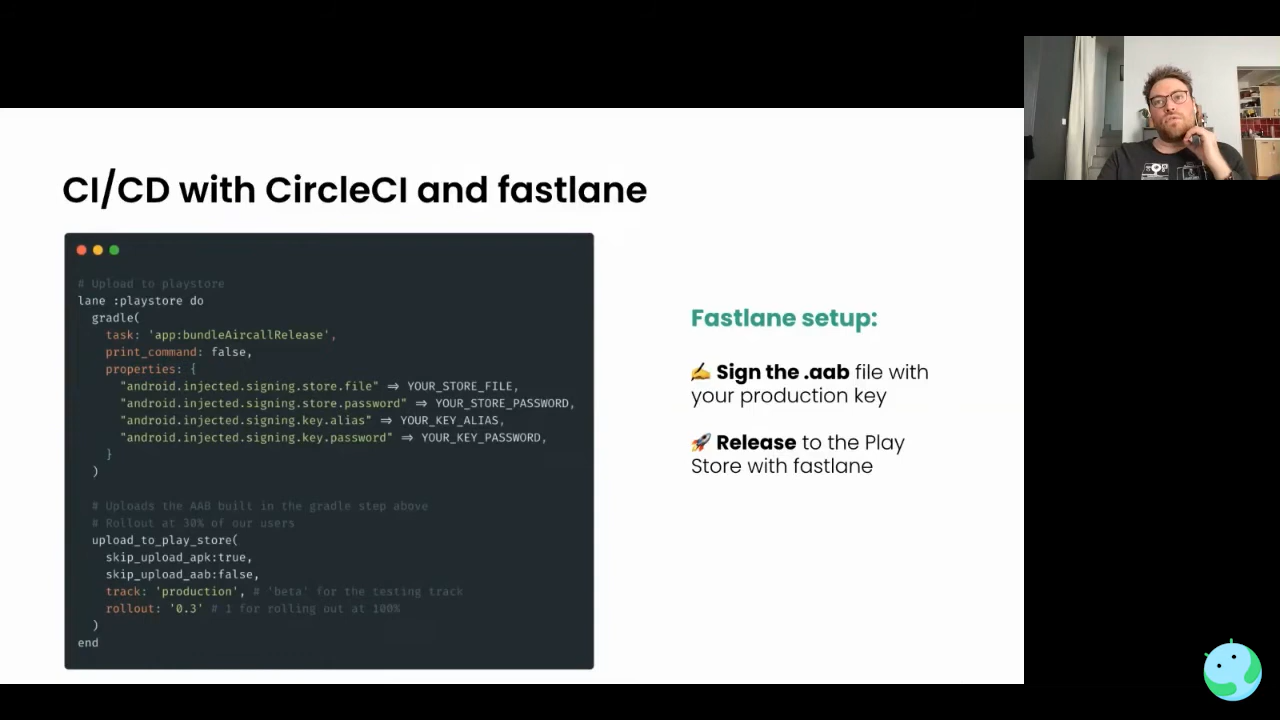 CI/CD with CircleCI and fastlane
# Upload to playstore
lane :playstore do
gradle(
task: 'app:bundleAircallRelease',
print_command: false,
properties: {
"android.injected.signing.store.file" => YOUR_STORE_FILE,
"android.injected.signing.store.password" => YOUR_STORE_PASSWORD,
"android.injected.signing.key.alias" => YOUR_KEY_ALIAS,
"android.injected.signing.key.password" => YOUR_KEY_PASSWORD,
}
)
# Uploads the AAB built in the gradle step above
# Rollout at 30% of our users
upload_to_play_store(
skip_upload_apk:true,
skip_upload_aab:false,
track: 'production', # 'beta' for the testing track
rollout: '0.3' # 1 for rolling out at 100%
)
end
Fastlane setup:
✍️ Sign the .aab file with
your production key
🚀 Release to the Play
Store with fastlane